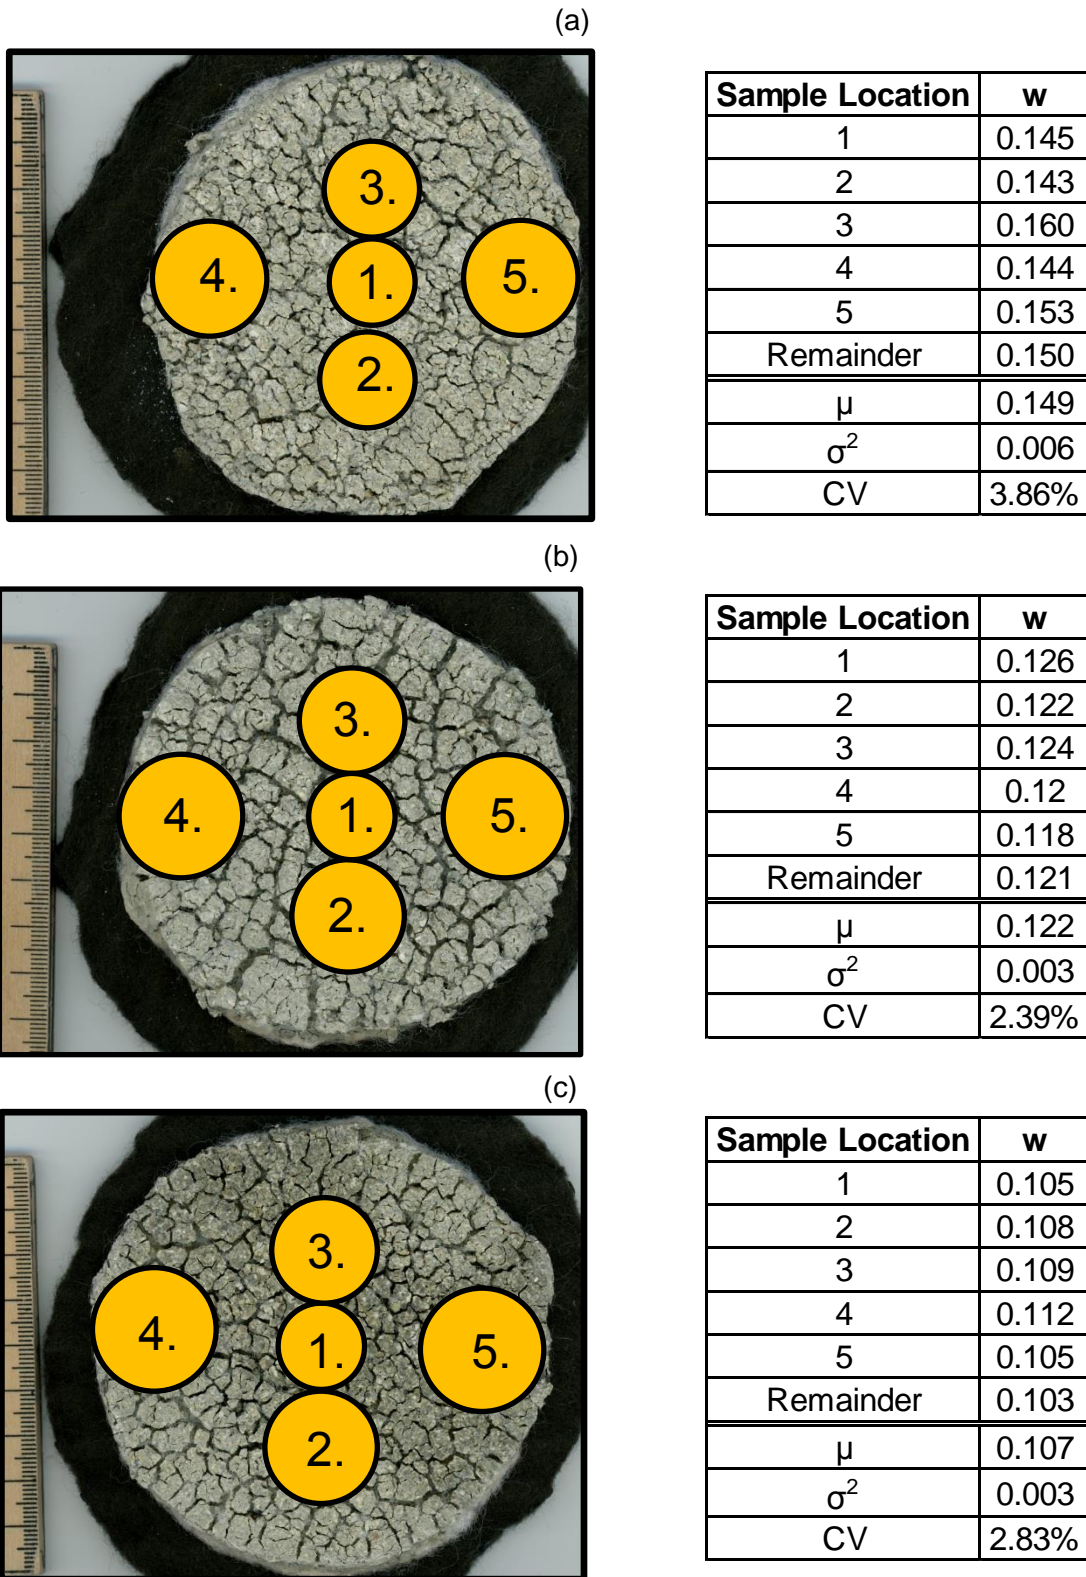 (a)
3.
4.
1.
5.
2.
Sample Location w
1 0.145
2 0.143
3 0.160
4 0.144
5 0.153
Remainder 0.150
μ 0.149
σ² 0.006
CV 3.86%
(b)
3.
4.
1.
5.
2.
Sample Location w
1 0.126
2 0.122
3 0.124
4 0.12
5 0.118
Remainder 0.121
μ 0.122
σ² 0.003
CV 2.39%
(c)
3.
4.
1.
5.
2.
Sample Location w
1 0.105
2 0.108
3 0.109
4 0.112
5 0.105
Remainder 0.103
μ 0.107
σ² 0.003
CV 2.83%